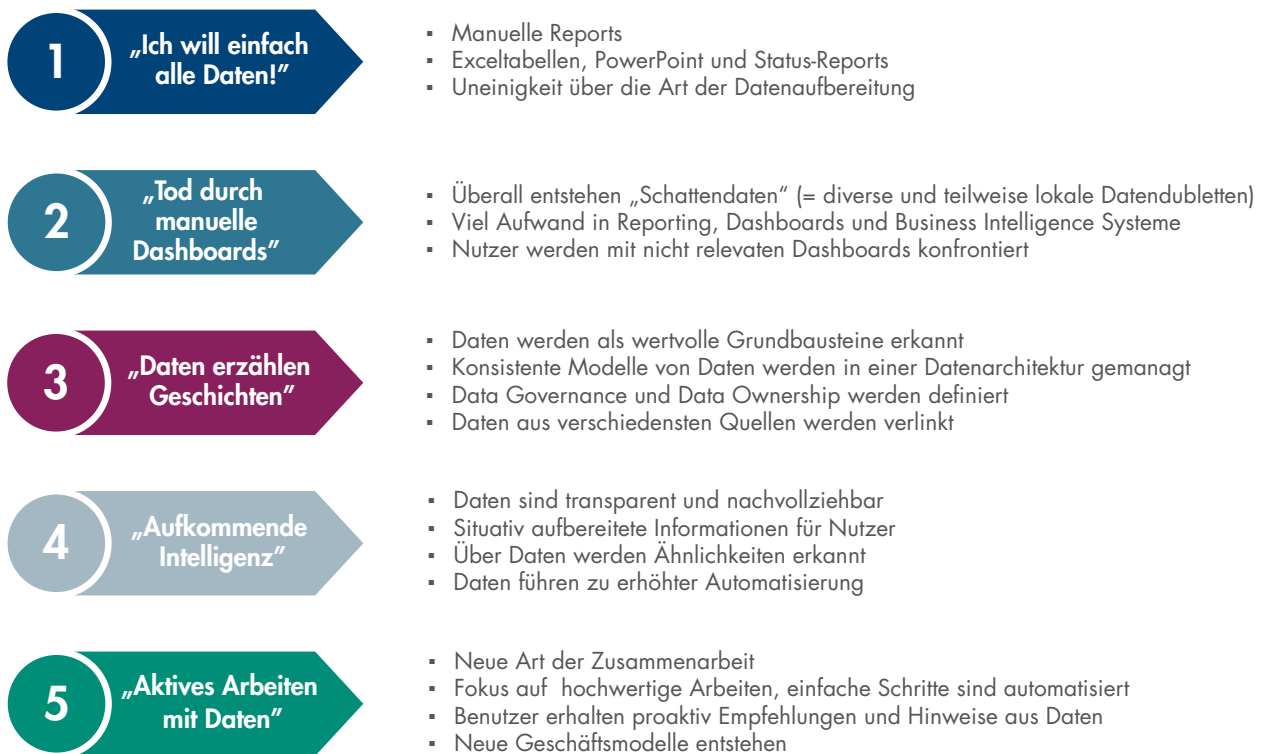 1
„Ich will einfach
alle Daten!"
▪ Manuelle Reports
▪ Exceltabellen, PowerPoint und Status-Reports
▪ Uneinigkeit über die Art der Datenaufbereitung
2
„Tod durch
manuelle
Dashboards"
▪ Überall entstehen „Schattendaten" (= diverse und teilweise lokale Datendubletten)
▪ Viel Aufwand in Reporting, Dashboards und Business Intelligence Systeme
▪ Nutzer werden mit nicht relevaten Dashboards konfrontiert
3
„Daten erzählen
Geschichten"
▪ Daten werden als wertvolle Grundbausteine erkannt
▪ Konsistente Modelle von Daten werden in einer Datenarchitektur gemanagt
▪ Data Governance und Data Ownership werden definiert
▪ Daten aus verschiedensten Quellen werden verlinkt
4
„Aufkommende
Intelligenz"
▪ Daten sind transparent und nachvollziehbar
▪ Situativ aufbereitete Informationen für Nutzer
▪ Über Daten werden Ähnlichkeiten erkannt
▪ Daten führen zu erhöhter Automatisierung
5
„Aktives Arbeiten
mit Daten"
▪ Neue Art der Zusammenarbeit
▪ Fokus auf hochwertige Arbeiten, einfache Schritte sind automatisiert
▪ Benutzer erhalten proaktiv Empfehlungen und Hinweise aus Daten
▪ Neue Geschäftsmodelle entstehen